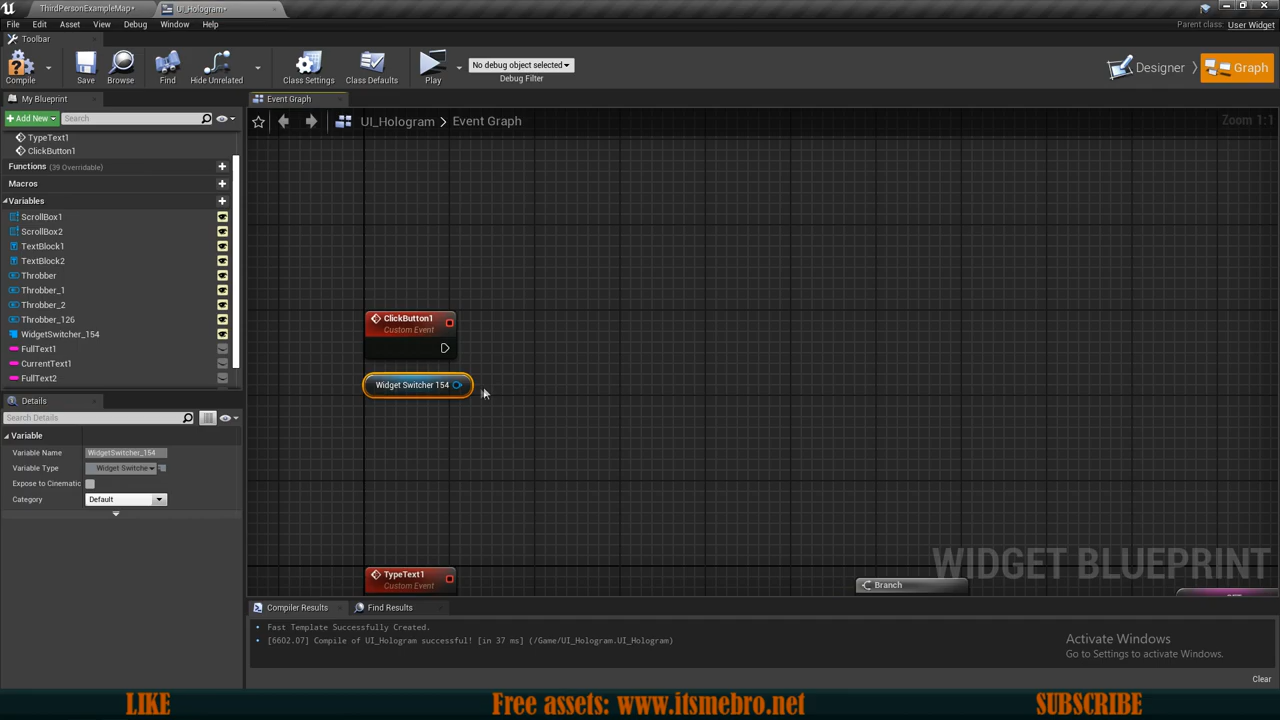 ThirdPersonExampleMap*
UI_Hologram*
File Edit Asset View Debug Window Help
Parent class: User Widget
Toolbar
Compile
Save
Browse
Find
Hide Unrelated
Class Settings
Class Defaults
Play
No debug object selected
Debug Filter
Designer
Graph
My Blueprint
Event Graph
+ Add New
Search
UI_Hologram > Event Graph
Zoom 1:1
TypeText1
ClickButton1
Functions (39 Overridable)
Macros
Variables
ScrollBox1
ScrollBox2
TextBlock1
TextBlock2
Throbber
Throbber_1
Throbber_2
Throbber_126
WidgetSwitcher_154
FullText1
CurrentText1
FullText2
ClickButton1
Custom Event
Widget Switcher 154
Details
Search Details
Variable
Variable Name WidgetSwitcher_154
Variable Type Widget Switche
Expose to Cinematic
Category Default
TypeText1
Custom Event
Branch
WIDGET BLUEPRINT
Compiler Results
Find Results
Fast Template Successfully Created.
[6602.07] Compile of UI_Hologram successful! [in 37 ms] (/Game/UI_Hologram.UI_Hologram)
Activate Windows
Go to Settings to activate Windows.
Clear
LIKE
Free assets: www.itsmebro.net
SUBSCRIBE